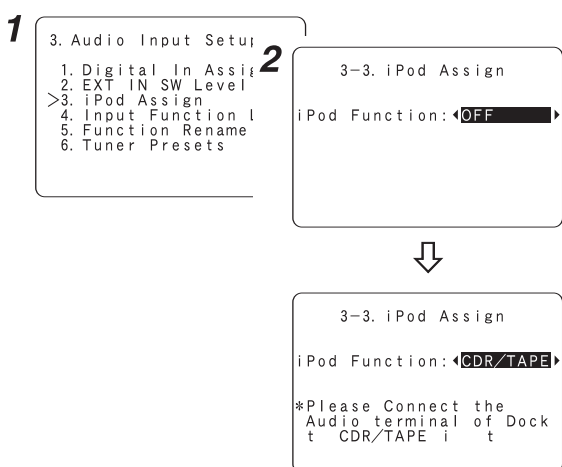 1
3. Audio Input Setup
1. Digital In
2. EXT IN SW Level
>3. iPod Assign
4. Input Function
5. Function Rename
6. Tuner Presets
2
3-3. iPod Assign
iPod Function:◂OFF▸
3-3. iPod Assign
iPod Function:◂CDR/TAPE▸
*Please Connect the
Audio terminal of Dock
t CDR/TAPE i t